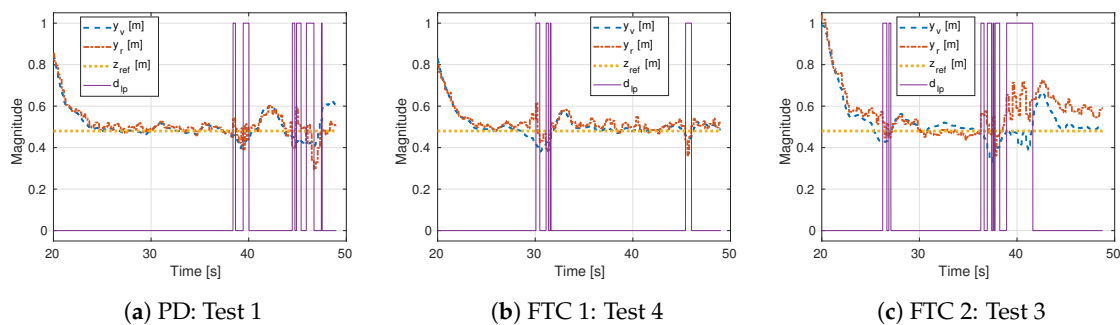 1
0.8
0.6
0.4
0.2
0
Magnitude
20
30
40
50
Time [s]
y_v [m]
y_r [m]
z_ref [m]
d_lp
(a) PD: Test 1
1
0.8
0.6
0.4
0.2
0
Magnitude
20
30
40
50
Time [s]
y_v [m]
y_r [m]
z_ref [m]
d_lp
(b) FTC 1: Test 4
1
0.8
0.6
0.4
0.2
0
Magnitude
20
30
40
50
Time [s]
y_v [m]
y_r [m]
z_ref [m]
d_lp
(c) FTC 2: Test 3